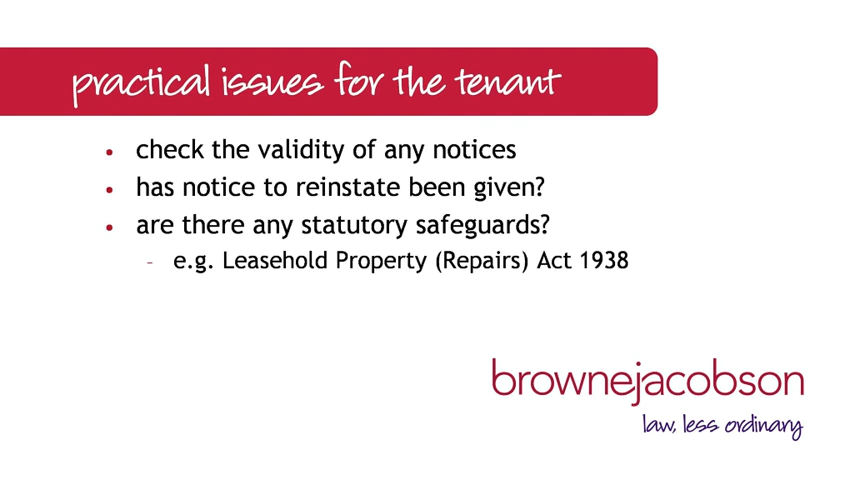 practical issues for the tenant
• check the validity of any notices
• has notice to reinstate been given?
• are there any statutory safeguards?
- e.g. Leasehold Property (Repairs) Act 1938
brownejacobson
law, less ordinary